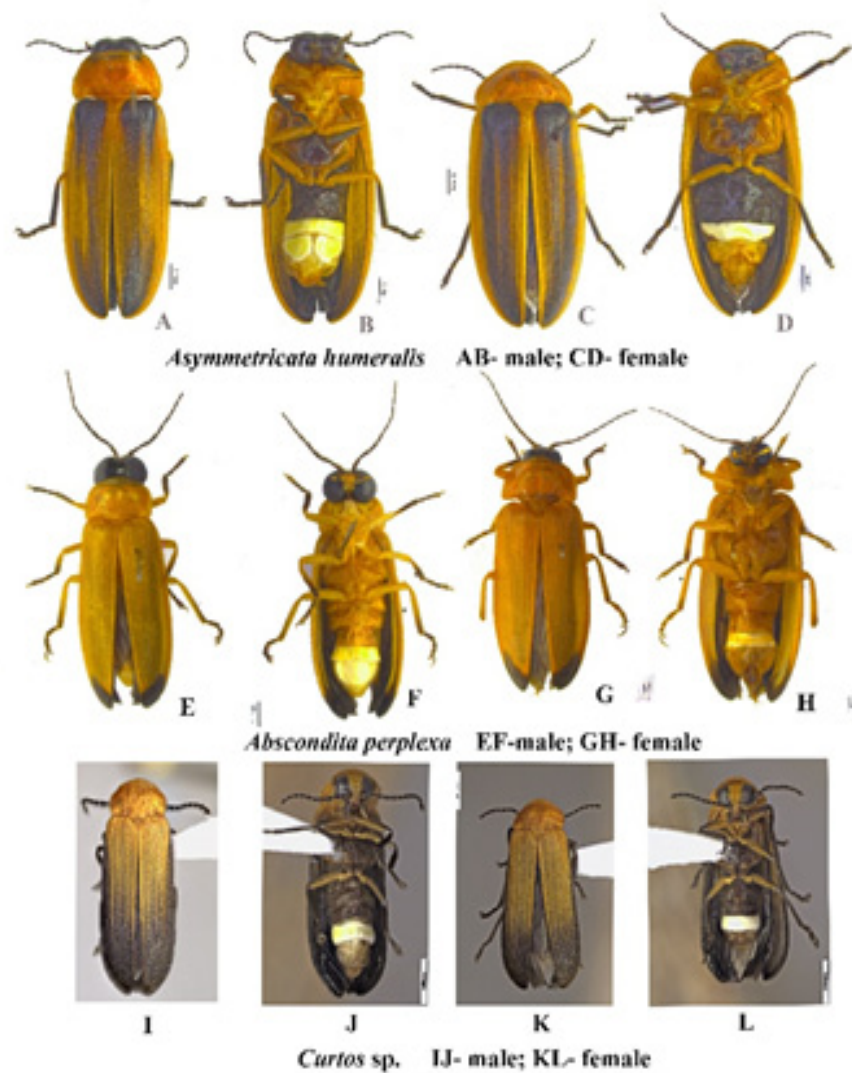 A B C D
Asymmetricata humeralis AB- male; CD- female
E F G H
Abscondita perplexa EF-male; GH- female
I J K L
Curtos sp. IJ- male; KL- female